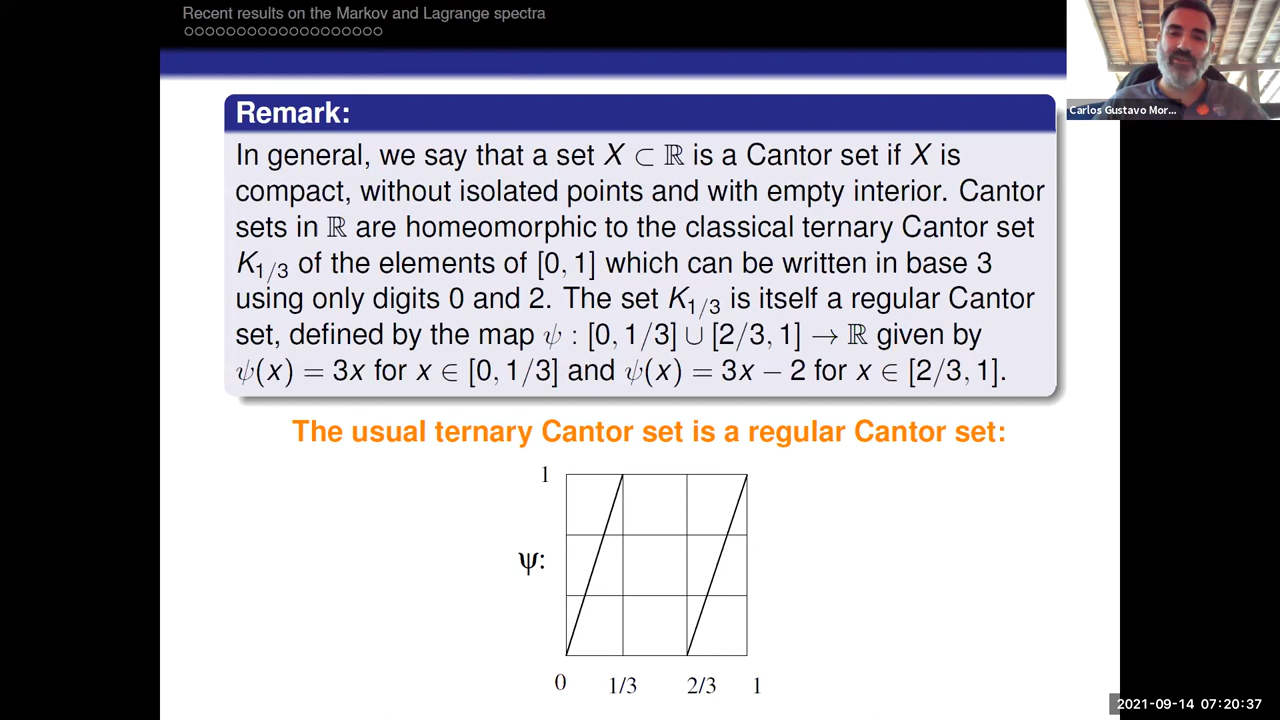 Recent results on the Markov and Lagrange spectra
Carlos Gustavo Mor...
Remark:
In general, we say that a set X ⊂ ℝ is a Cantor set if X is
compact, without isolated points and with empty interior. Cantor
sets in ℝ are homeomorphic to the classical ternary Cantor set
K₁/₃ of the elements of [0, 1] which can be written in base 3
using only digits 0 and 2. The set K₁/₃ is itself a regular Cantor
set, defined by the map ψ : [0, 1/3] ∪ [2/3, 1] → ℝ given by
ψ(x) = 3x for x ∈ [0, 1/3] and ψ(x) = 3x − 2 for x ∈ [2/3, 1].
The usual ternary Cantor set is a regular Cantor set:
1
ψ:
0 1/3 2/3 1
2021-09-14 07:20:37